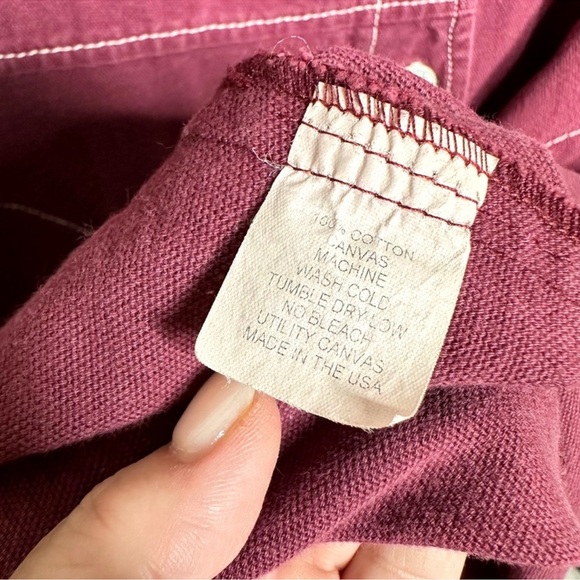 100% COTTON
CANVAS
MACHINE
WASH COLD
TUMBLE DRY LOW
NO BLEACH
UTILITY CANVAS
MADE IN THE USA